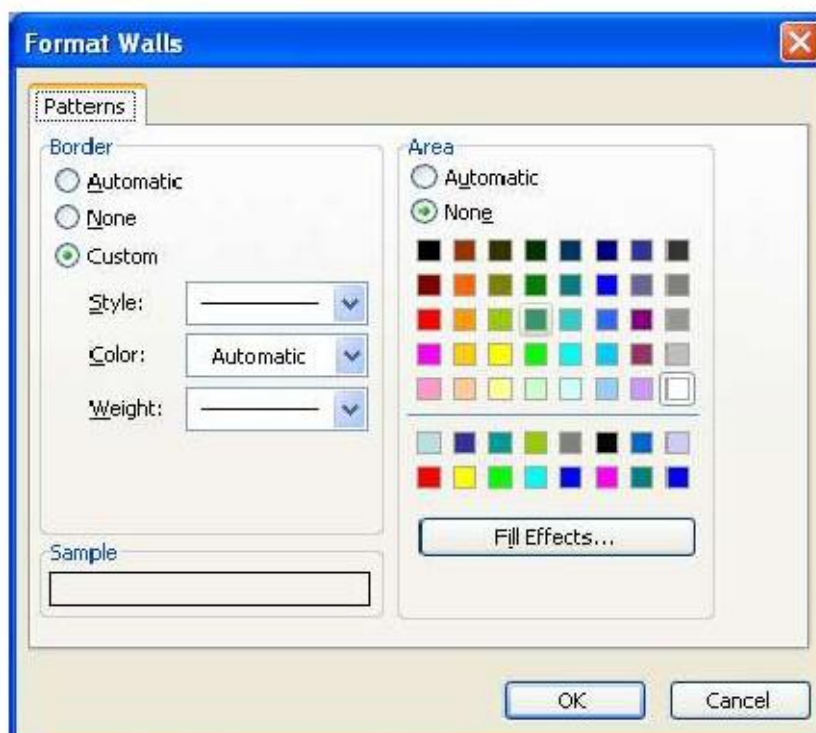 Format Walls
Patterns
Border
Automatic
None
Custom
Style:
Color: Automatic
Weight:
Sample
Area
Automatic
None
Fill Effects...
OK Cancel